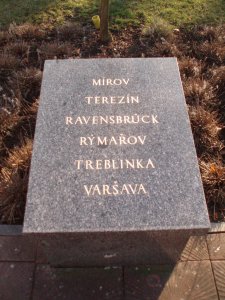 MÍROV
TEREZÍN
RAVENSBRÜCK
RÝMAŘOV
TREBLINKA
VARŠAVA